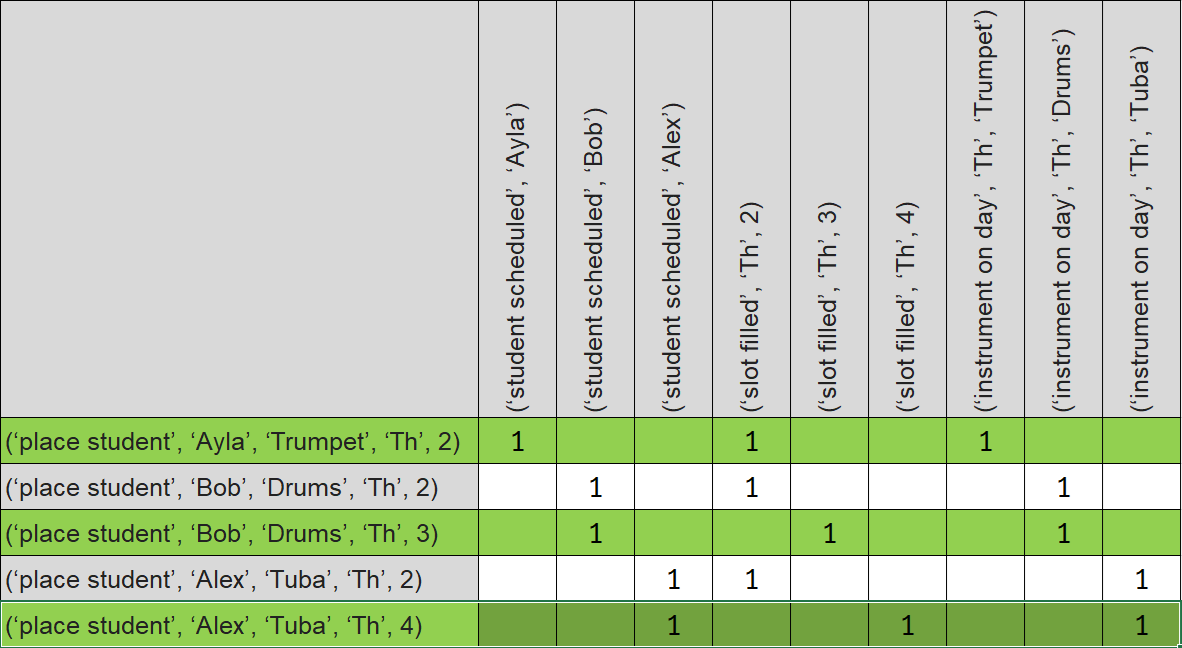 (‘student scheduled’, ‘Ayla’)
(‘student scheduled’, ‘Bob’)
(‘student scheduled’, ‘Alex’)
(‘slot filled’, ‘Th’, 2)
(‘slot filled’, ‘Th’, 3)
(‘slot filled’, ‘Th’, 4)
(‘instrument on day’, ‘Th’, ‘Trumpet’)
(‘instrument on day’, ‘Th’, ‘Drums’)
(‘instrument on day’, ‘Th’, ‘Tuba’)
(‘place student’, ‘Ayla’, ‘Trumpet’, ‘Th’, 2) 1 1 1
(‘place student’, ‘Bob’, ‘Drums’, ‘Th’, 2) 1 1 1
(‘place student’, ‘Bob’, ‘Drums’, ‘Th’, 3) 1 1 1
(‘place student’, ‘Alex’, ‘Tuba’, ‘Th’, 2) 1 1 1
(‘place student’, ‘Alex’, ‘Tuba’, ‘Th’, 4) 1 1 1